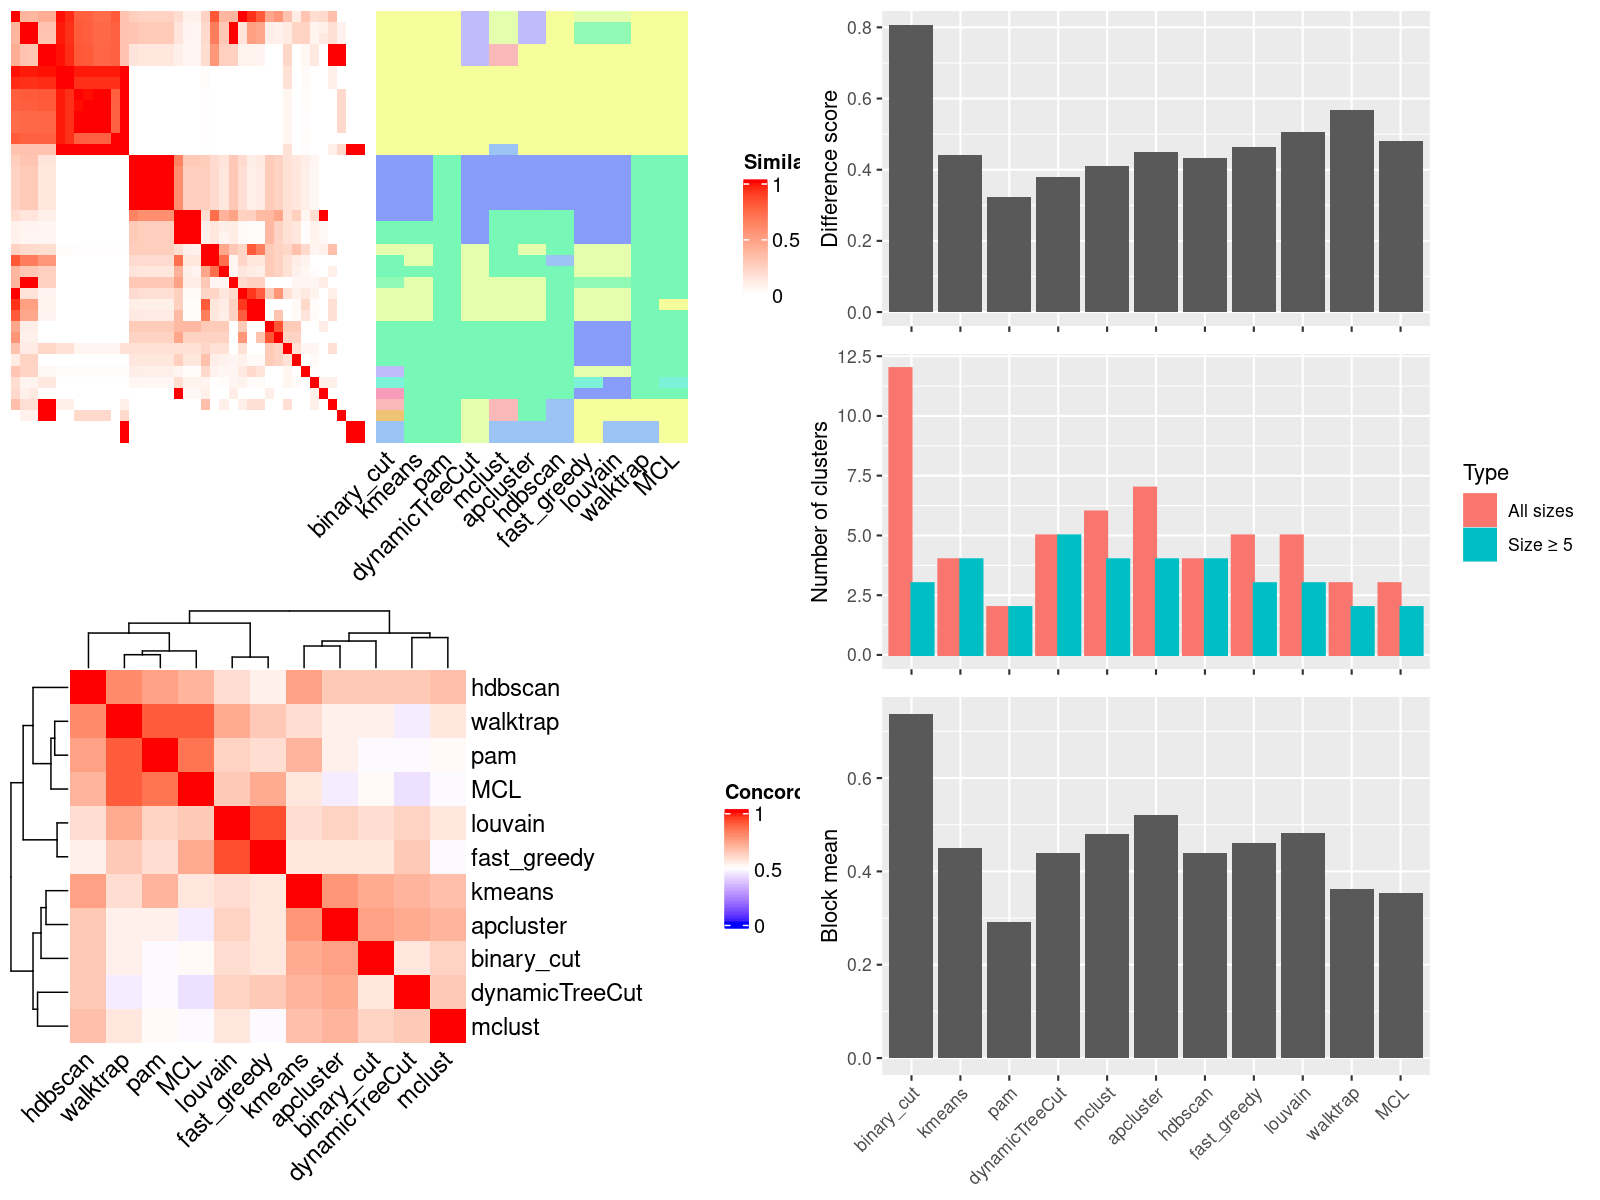 Simila
1
0.5
0
binary_cut
kmeans
pam
dynamicTreeCut
mclust
apcluster
hdbscan
fast_greedy
louvain
walktrap
MCL
hdbscan
walktrap
pam
MCL
louvain
fast_greedy
kmeans
apcluster
binary_cut
dynamicTreeCut
mclust
hdbscan
walktrap
pam
MCL
louvain
fast_greedy
kmeans
apcluster
binary_cut
dynamicTreeCut
mclust
Concord
1
0.5
0
Difference score
0.8
0.6
0.4
0.2
0.0
Number of clusters
12.5
10.0
7.5
5.0
2.5
0.0
Type
All sizes
Size ≥ 5
Block mean
0.6
0.4
0.2
0.0
binary_cut
kmeans
pam
dynamicTreeCut
mclust
apcluster
hdbscan
fast_greedy
louvain
walktrap
MCL